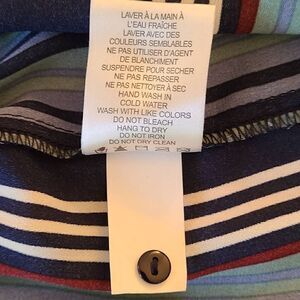 LAVER À LA MAIN À
L'EAU FRAÎCHE
LAVER AVEC DES
COULEURS SEMBLABLES
NE PAS UTILISER D'AGENT
DE BLANCHIMENT
SUSPENDRE POUR SÉCHER
NE PAS REPASSER
NE PAS NETTOYER À SEC
HAND WASH IN
COLD WATER
WASH WITH LIKE COLORS
DO NOT BLEACH
HANG TO DRY
DO NOT IRON
DO NOT DRY CLEAN